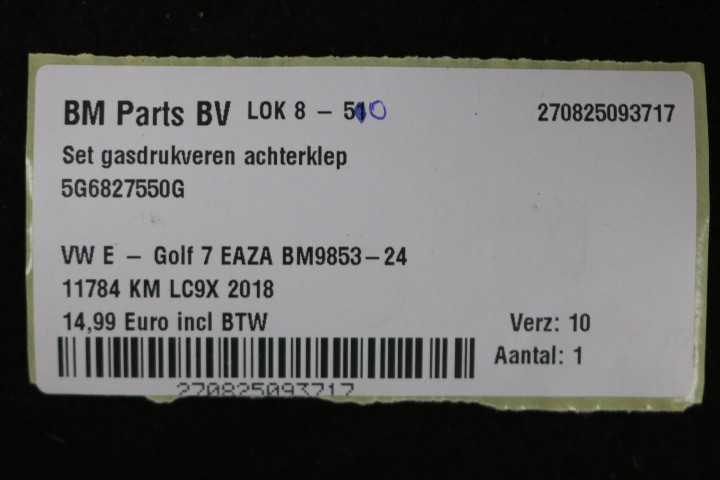 BM Parts BV LOK 8 – 510 270825093717
Set gasdrukveren achterklep
5G6827550G
VW E – Golf 7 EAZA BM9853-24
11784 KM LC9X 2018
14,99 Euro incl BTW
Verz: 10
Aantal: 1
270825093717